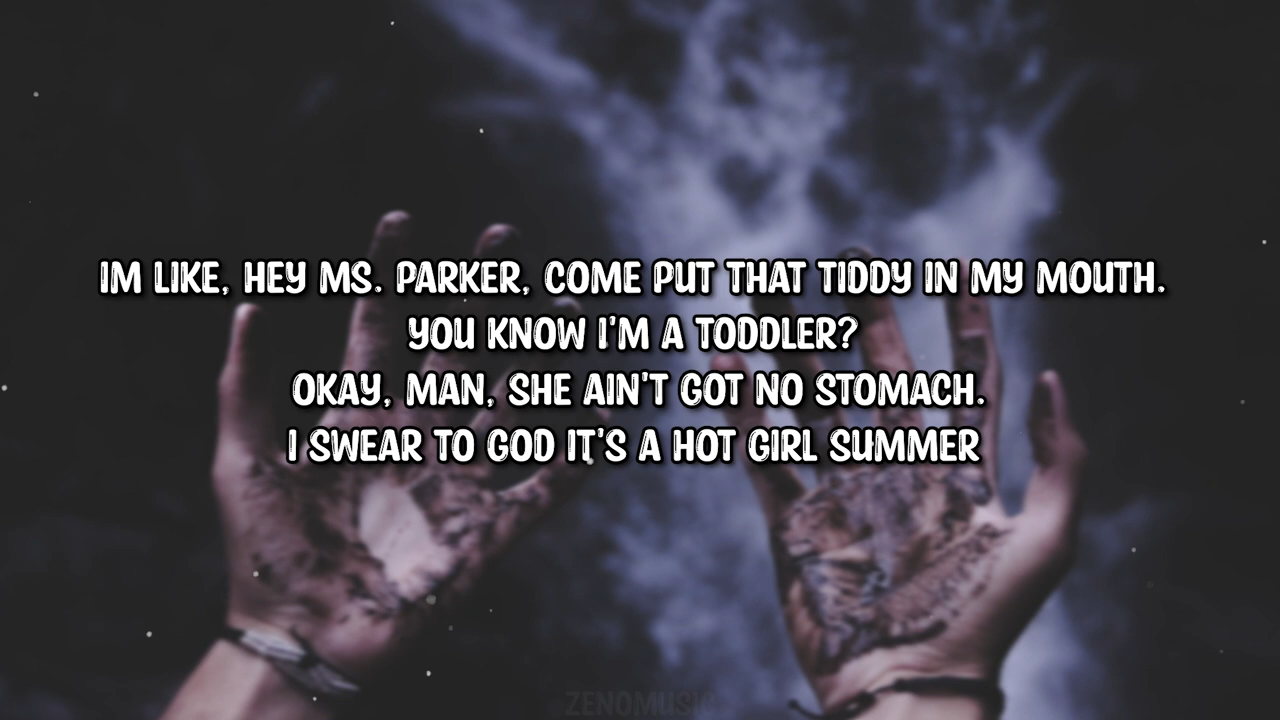 IM LIKE, HEY MS. PARKER, COME PUT THAT TIDDY IN MY MOUTH.
YOU KNOW I'M A TODDLER?
OKAY, MAN, SHE AIN'T GOT NO STOMACH.
I SWEAR TO GOD IT'S A HOT GIRL SUMMER
ZENOMUSIC